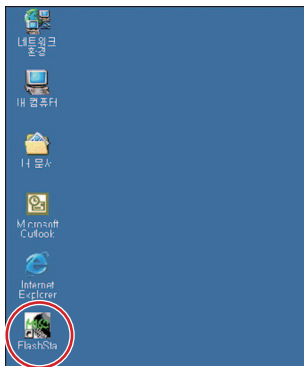 네트워크
환경
내 컴퓨터
내 문서
Microsoft
Outlook
Internet
Explorer
FlashSta